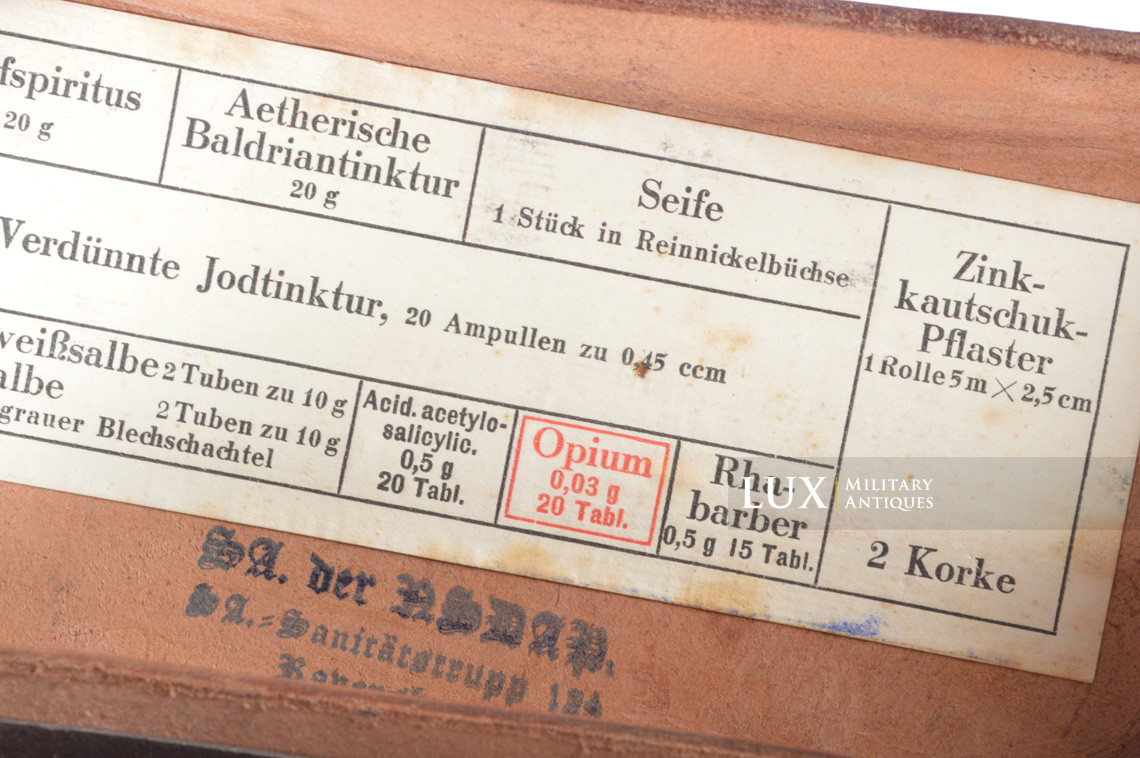 fspiritus
20 g
Aetherische
Baldriantinktur
20 g
Seife
1 Stück in Reinnickelbüchse
Zink-
kautschuk-
Pflaster
1 Rolle 5 m × 2,5 cm
2 Korke
Verdünnte Jodtinktur, 20 Ampullen zu 0,45 ccm
weißsalbe 2 Tuben zu 10 g
albe 2 Tuben zu 10 g
grauer Blechschachtel
Acid. acetylo-
salicylic.
0,5 g
20 Tabl.
Opium
0,03 g
20 Tabl.
Rha-
barber
0,5 g 15 Tabl.
LUX MILITARY
ANTIQUES
SA. der NSDAP.
SA.-Sanitätstrupp